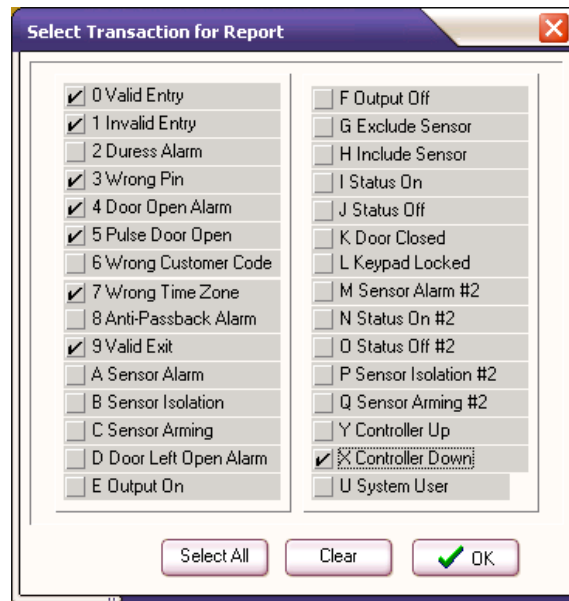 Select Transaction for Report
0 Valid Entry
1 Invalid Entry
2 Duress Alarm
3 Wrong Pin
4 Door Open Alarm
5 Pulse Door Open
6 Wrong Customer Code
7 Wrong Time Zone
8 Anti-Passback Alarm
9 Valid Exit
A Sensor Alarm
B Sensor Isolation
C Sensor Arming
D Door Left Open Alarm
E Output On
F Output Off
G Exclude Sensor
H Include Sensor
I Status On
J Status Off
K Door Closed
L Keypad Locked
M Sensor Alarm #2
N Status On #2
O Status Off #2
P Sensor Isolation #2
Q Sensor Arming #2
Y Controller Up
X Controller Down
U System User
Select All
Clear
OK